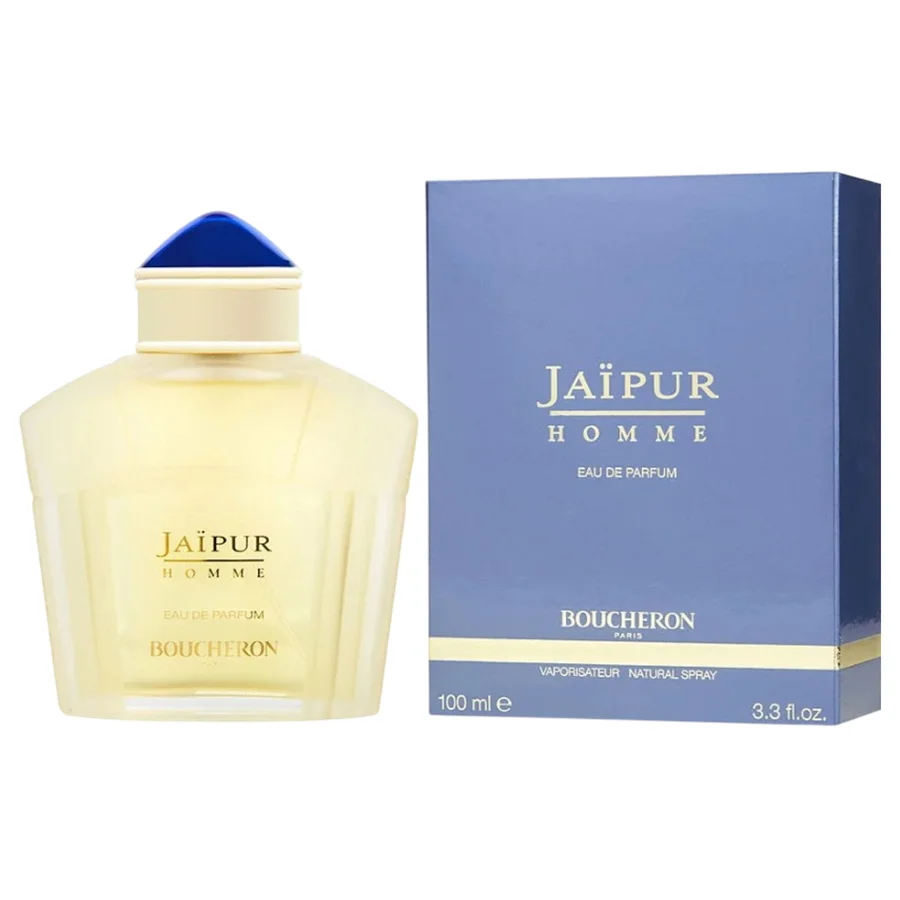 JAÏPUR
HOMME
EAU DE PARFUM
BOUCHERON
PARIS
JAÏPUR
HOMME
EAU DE PARFUM
BOUCHERON
PARIS
VAPORISATEUR NATURAL SPRAY
100 ml ℮
3.3 fl.oz.